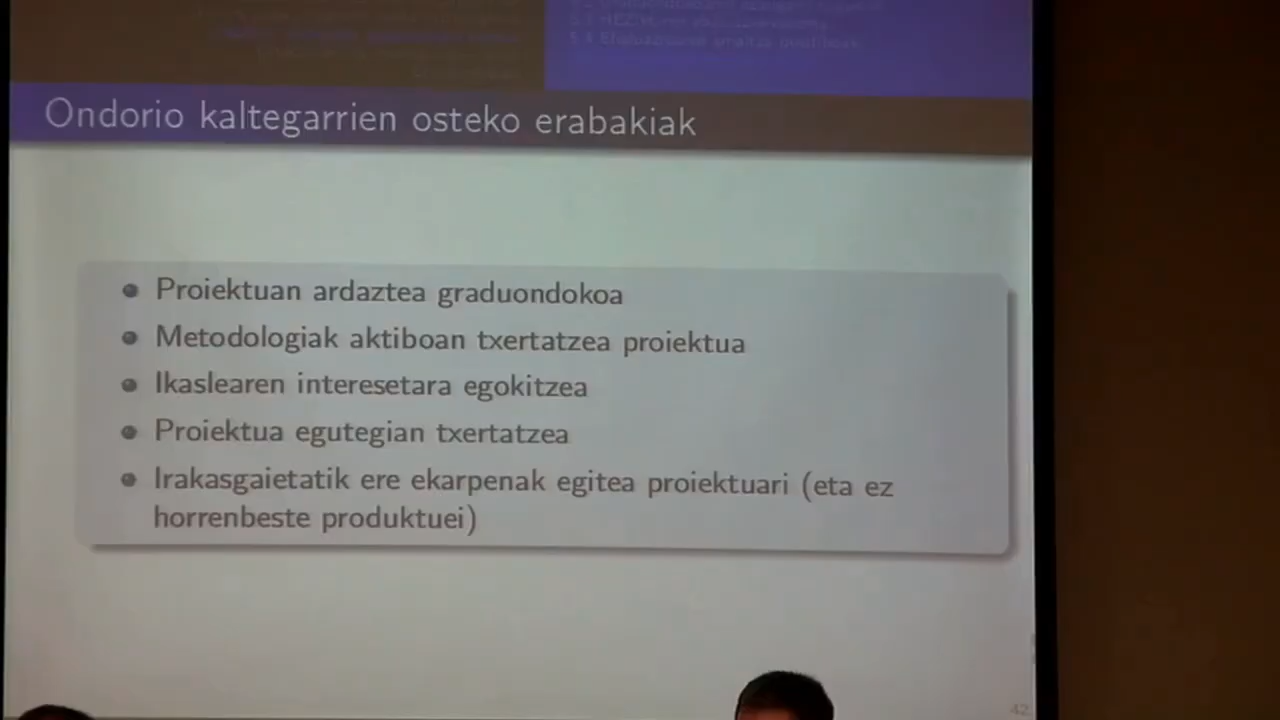 Ondorio kaltegarrien osteko erabakiak
Proiektuan ardaztea graduondokoa
Metodologiak aktiboan txertatzea proiektua
Ikaslearen interesetara egokitzea
Proiektua egutegian txertatzea
Irakasgaietatik ere ekarpenak egitea proiektuari (eta ez
horrenbeste produktuei)
42